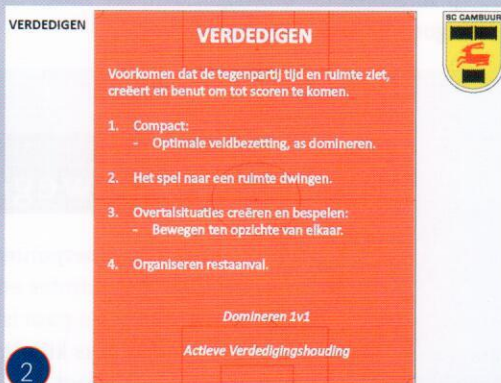 VERDEDIGEN
SC CAMBUUR
VERDEDIGEN
Voorkomen dat de tegenpartij tijd en ruimte ziet,
creëert en benut om tot scoren te komen.
1. Compact:
- Optimale veldbezetting, as domineren.
2. Het spel naar een ruimte dwingen.
3. Overtalsituaties creëren en bespelen:
- Bewegen ten opzichte van elkaar.
4. Organiseren restaanval.
Domineren 1v1
Actieve Verdedigingshouding
2